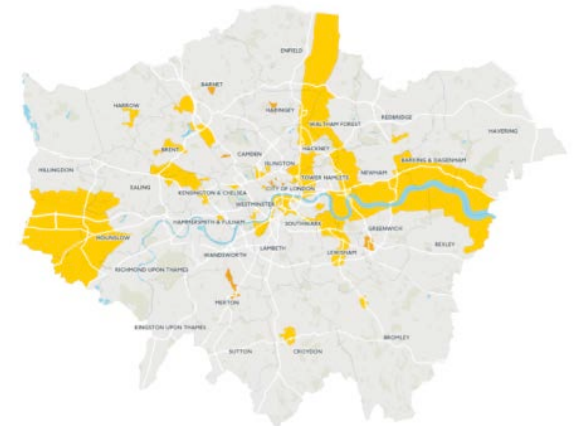 ENFIELD
BARNET
HARROW
HARINGEY
WALTHAM FOREST
REDBRIDGE
HAVERING
BRENT
CAMDEN
HACKNEY
ISLINGTON
BARKING & DAGENHAM
HILLINGDON
EALING
TOWER HAMLETS
NEWHAM
KENSINGTON & CHELSEA
CITY OF LONDON
WESTMINSTER
HAMMERSMITH & FULHAM
SOUTHWARK
GREENWICH
HOUNSLOW
LAMBETH
BEXLEY
WANDSWORTH
LEWISHAM
RICHMOND UPON THAMES
MERTON
KINGSTON UPON THAMES
BROMLEY
SUTTON
CROYDON